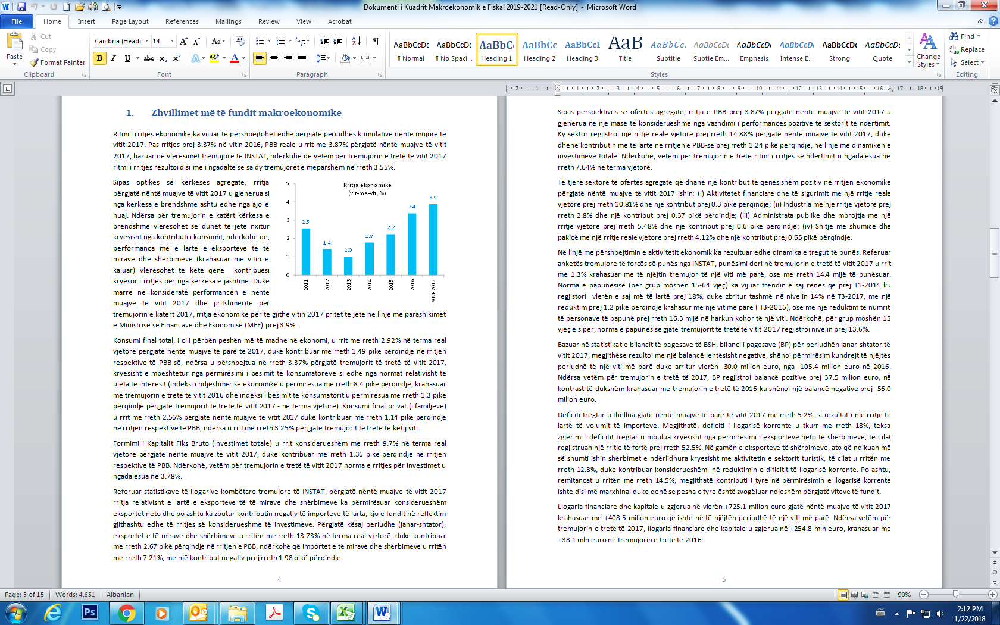 Dokumenti i Kuadrit Makroekonomik e Fiskal 2019-2021 [Read-Only] - Microsoft Word
File Home Insert Page Layout References Mailings Review View Acrobat
Paste
Cut
Copy
Format Painter
Clipboard
Cambria (Headi 14
Font
Paragraph
AaBbCcDc AaBbCcDc AaBbC AaBbCc AaBbCcI AaB AaBbCc. AaBbCcDc AaBbCcDc AaBbCcDc AaBbCcDc AaBbCcDc
¶ Normal ¶ No Spaci... Heading 1 Heading 2 Heading 3 Title Subtitle Subtle Em... Emphasis Intense E... Strong Quote
Styles
Change Styles
Find
Replace
Select
Editing
2 1 1 2 3 4 5 6 7 8 9 10 11 12 13 14 15 16 17 18 19
1. Zhvillimet më të fundit makroekonomike
Ritmi i rritjes ekonomike ka vijuar të përshpejtohet edhe përgjatë periudhës kumulative nëntë mujore të
vitit 2017. Pas rritjes prej 3.37% në vitin 2016, PBB reale u rrit me 3.87% përgjatë nëntë muajve të vitit
2017, bazuar në vlerësimet tremujore të INSTAT, ndërkohë që vetëm për tremujorin e tretë të vitit 2017
ritmi i rritjes rezultoi disi më i ngadaltë se sa dy tremujorët e mëparshëm në rreth 3.55%.
Sipas optikës së kërkesës agregate, rritja
përgjatë nëntë muajve të vitit 2017 u gjenerua si
nga kërkesa e brëndshme ashtu edhe nga ajo e
huaj. Ndërsa për tremujorin e katërt kërkesa e
brendshme vlerësohet se duhet të jetë nxitur
kryesisht nga kontributi i konsumit, ndërkohë që,
performanca më e lartë e eksporteve të të
mirave dhe shërbimeve (krahasuar me vitin e
kaluar) vlerësohet të ketë qenë kontribuesi
kryesor i rritjes për nga kërkesa e jashtme. Duke
marrë në konsideratë performancën e nëntë
muajve të vitit 2017 dhe pritshmëritë për
tremujorin e katërt 2017, rritja ekonomike për të gjithë vitin 2017 pritet të jetë në linjë me parashikimet
e Ministrisë së Financave dhe Ekonomisë (MFE) prej 3.9%.
Rritja ekonomike
(vit-me-vit, %)
5
4
3
2
1
0
2.5 1.4 1.0 1.8 2.2 3.4 3.9
2011 2012 2013 2014 2015 2016 9 M- 2017
Konsumi final total, i cili përbën peshën më të madhe në ekonomi, u rrit me rreth 2.92% në terma real
vjetorë përgjatë nëntë muajve të parë të 2017, duke kontribuar me rreth 1.49 pikë përqindje në rritjen
respektive të PBB-së, ndërsa u përshpejtua në rreth 3.37% përgjatë tremujorit të tretë të vitit 2017,
kryesisht e mbështetur nga përmirësimi i besimit të konsumatorëve si edhe nga normat relativisht të
ulëta të interesit (indeksi i ndjeshmërisë ekonomike u përmirësua me rreth 8.4 pikë përqindje, krahasuar
me tremujorin e tretë të vitit 2016 dhe indeksi i besimit të konsumatorit u përmirësua me rreth 1.3 pikë
përqindje përgjatë tremujorit të tretë të vitit 2017 - në terma vjetore). Konsumi final privat (i familjeve)
u rrit me rreth 2.56% përgjatë nëntë muajve të vitit 2017 duke kontribuar me rreth 1.14 pikë përqindje
në rritjen respektive të PBB, ndërsa u rrit me rreth 3.25% përgjatë tremujorit të tretë të këtij viti.
Formimi i Kapitalit Fiks Bruto (investimet totale) u rrit konsiderueshëm me rreth 9.7% në terma real
vjetorë përgjatë nëntë muajve të vitit 2017, duke kontribuar me rreth 1.36 pikë përqindje në rritjen
respektive të PBB. Ndërkohë, vetëm për tremujorin e tretë të vitit 2017 norma e rritjes për investimet u
ngadalësua në 3.78%.
Referuar statistikave të llogarive kombëtare tremujore të INSTAT, përgjatë nëntë muajve të vitit 2017
rritja relativisht e lartë e eksporteve të të mirave dhe shërbimeve ka përmirësuar konsiderueshëm
eksportet neto dhe po ashtu ka zbutur kontributin negativ të importeve të larta, kjo e fundit në reflektim
gjithashtu edhe të rritjes së konsiderueshme të investimeve. Përgjatë kësaj periudhe (janar-shtator),
eksportet e të mirave dhe shërbimeve u rritën me rreth 13.73% në terma real vjetorë, duke kontribuar
me rreth 2.67 pikë përqindje në rritjen e PBB, ndërkohë që importet e të mirave dhe shërbimeve u rritën
me rreth 7.21%, me një kontribut negativ prej rreth 1.98 pikë përqindje.
4
Sipas perspektivës së ofertës agregate, rritja e PBB prej 3.87% përgjatë nëntë muajve të vitit 2017 u
gjenerua në një masë të konsiderueshme nga vazhdimi i performancës pozitive të sektorit të ndërtimit.
Ky sektor regjistroi një rritje reale vjetore prej rreth 14.88% përgjatë nëntë muajve të vitit 2017, duke
dhënë kontributin më të lartë në rritjen e PBB-së prej rreth 1.24 pikë përqindje, në linjë me dinamikën e
investimeve totale. Ndërkohë, vetëm për tremujorin e tretë ritmi i rritjes së ndërtimit u ngadalësua në
rreth 7.64% në terma vjetorë.
Të tjerë sektorë të ofertës agregate që dhanë një kontribut të qenësishëm pozitiv në rritjen ekonomike
përgjatë nëntë muajve të vitit 2017 ishin: (i) Aktivitetet financiare dhe të sigurimit me një rritje reale
vjetore prej rreth 10.81% dhe një kontribut prej 0.3 pikë përqindje; (ii) Industria me një rritje vjetore prej
rreth 2.8% dhe një kontribut prej 0.37 pikë përqindje; (iii) Administrata publike dhe mbrojtja me një
rritje vjetore prej rreth 5.48% dhe një kontribut prej 0.6 pikë përqindje; (iv) Shitje me shumicë dhe
pakicë me një rritje reale vjetore prej rreth 4.12% dhe një kontribut prej 0.65 pikë përqindje.
Në linjë me përshpejtimin e aktivitetit ekonomik ka rezultuar edhe dinamika e tregut të punës. Referuar
anketës tremujore të forcës së punës nga INSTAT, punësimi deri në tremujorin e tretë të vitit 2017 u rrit
me 1.3% krahasuar me të njëjtin tremujor të një viti më parë, ose me rreth 14.4 mijë të punësuar.
Norma e papunësisë (për grup moshën 15-64 vjeç) ka vijuar trendin e saj rënës që prej T1-2014 ku
regjistori vlerën e saj më të lartë prej 18%, duke zbritur tashmë në nivelin 14% në T3-2017, me një
reduktim prej 1.2 pikë përqindje krahasur me një vit më parë ( T3-2016), ose me një reduktim të numrit
të personave të papunë prej rreth 16.3 mijë në harkun kohor të një viti. Ndërkohë, për grup moshën 15
vjeç e sipër, norma e papunësisë gjatë tremujorit të tretë të vitit 2017 regjistroi nivelin prej 13.6%.
Bazuar në statistikat e bilancit të pagesave të BSH, bilanci i pagesave (BP) për periudhën janar-shtator të
vitit 2017, megjithëse rezultoi me një balancë lehtësisht negative, shënoi përmirësim kundrejt të njëjtës
periudhë të një viti më parë duke arritur vlerën -30.0 milion euro, nga -105.4 milion euro në 2016.
Ndërsa vetëm për tremujorin e tretë të 2017, BP regjistroi balancë pozitive prej 37.5 milion euro, në
kontrast të dukshëm krahasuar me tremujorin e tretë të 2016 ku shënoi një balancë negative prej -56.0
milion euro.
Deficiti tregtar u thellua gjatë nëntë muajve të parë të vitit 2017 me rreth 5.2%, si rezultat i një rritje të
lartë të volumit të importeve. Megjithatë, deficiti i llogarisë korrente u tkurr me rreth 18%, teksa
zgjerimi i deficitit tregtar u mbulua kryesisht nga përmirësimi i eksporteve neto të shërbimeve, të cilat
regjistruan një rritje të fortë prej rreth 52.5%. Në gamën e eksporteve të shërbimeve, ato që ndikuan më
së shumti ishin shërbimet e ndërlidhura kryesisht me aktivitetin e sektorit turistik, të cilat u rritën me
rreth 12.8%, duke kontribuar konsiderueshëm në reduktimin e dificitit të llogarisë korrente. Po ashtu,
remitancat u rritën me rreth 14.5%, megjithatë kontributi i tyre në përmirësimin e llogarisë korrente
ishte disi më marxhinal duke qenë se pesha e tyre është zvogëluar ndjeshëm përgjatë viteve të fundit.
Llogaria financiare dhe kapitale u zgjerua në vlerën +725.1 milion euro gjatë nëntë muajve të vitit 2017
krahasuar me +408.5 milion euro që ishte në të njëjtën periudhë të një viti më parë. Ndërsa vetëm për
tremujorin e tretë të 2017, llogaria financiare dhe kapitale u zgjerua në +254.8 mln euro, krahasuar me
+38.1 mln euro në tremujorin e tretë të 2016.
5
Page: 5 of 15 Words: 4,651 Albanian 90%
2:12 PM
1/22/2018